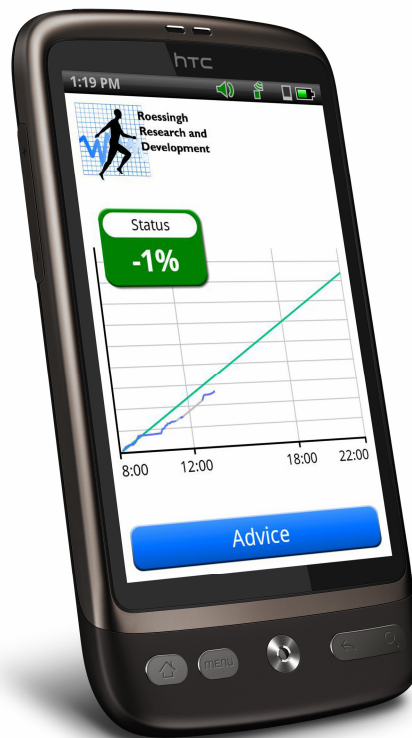 hTC
1:19 PM
Roessingh
Research and
Development
Status
-1%
8:00
12:00
18:00
22:00
Advice
menu